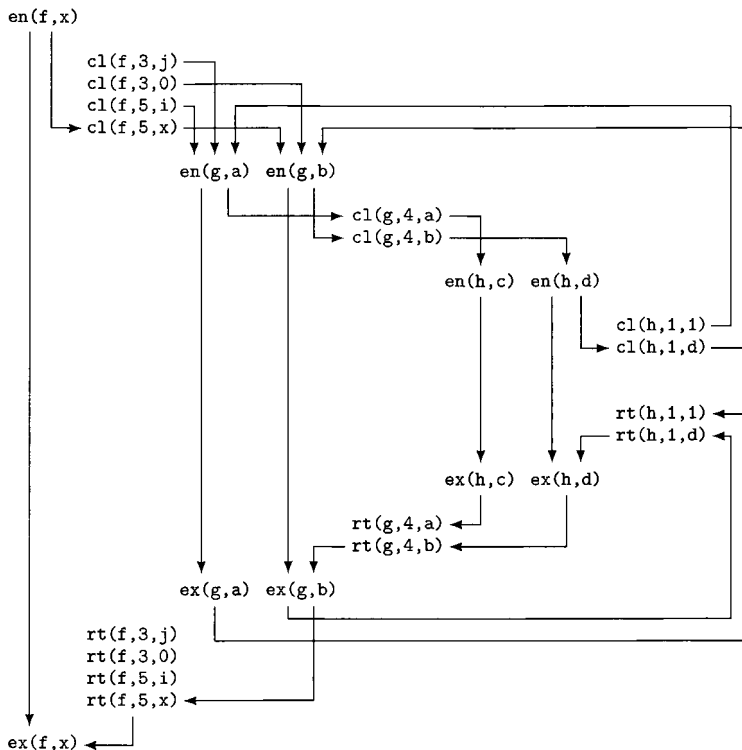 en(f,x)
cl(f,3,j)
cl(f,3,0)
cl(f,5,i)
cl(f,5,x)
en(g,a) en(g,b)
cl(g,4,a)
cl(g,4,b)
en(h,c) en(h,d)
cl(h,1,1)
cl(h,1,d)
rt(h,1,1)
rt(h,1,d)
ex(h,c) ex(h,d)
rt(g,4,a)
rt(g,4,b)
ex(g,a) ex(g,b)
rt(f,3,j)
rt(f,3,0)
rt(f,5,i)
rt(f,5,x)
ex(f,x)